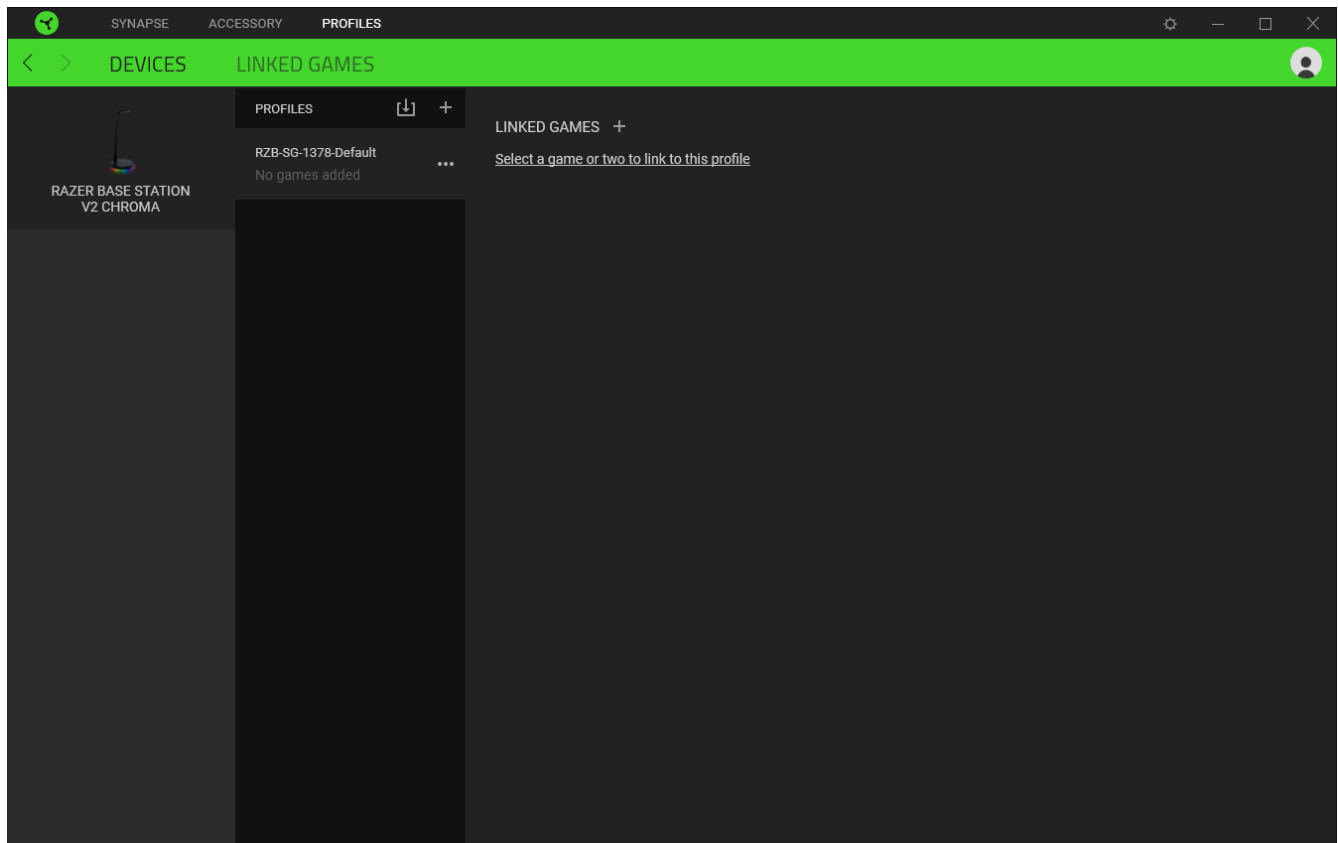 SYNAPSE ACCESSORY PROFILES
DEVICES LINKED GAMES
RAZER BASE STATION
V2 CHROMA
PROFILES
RZB-SG-1378-Default
No games added
LINKED GAMES
Select a game or two to link to this profile